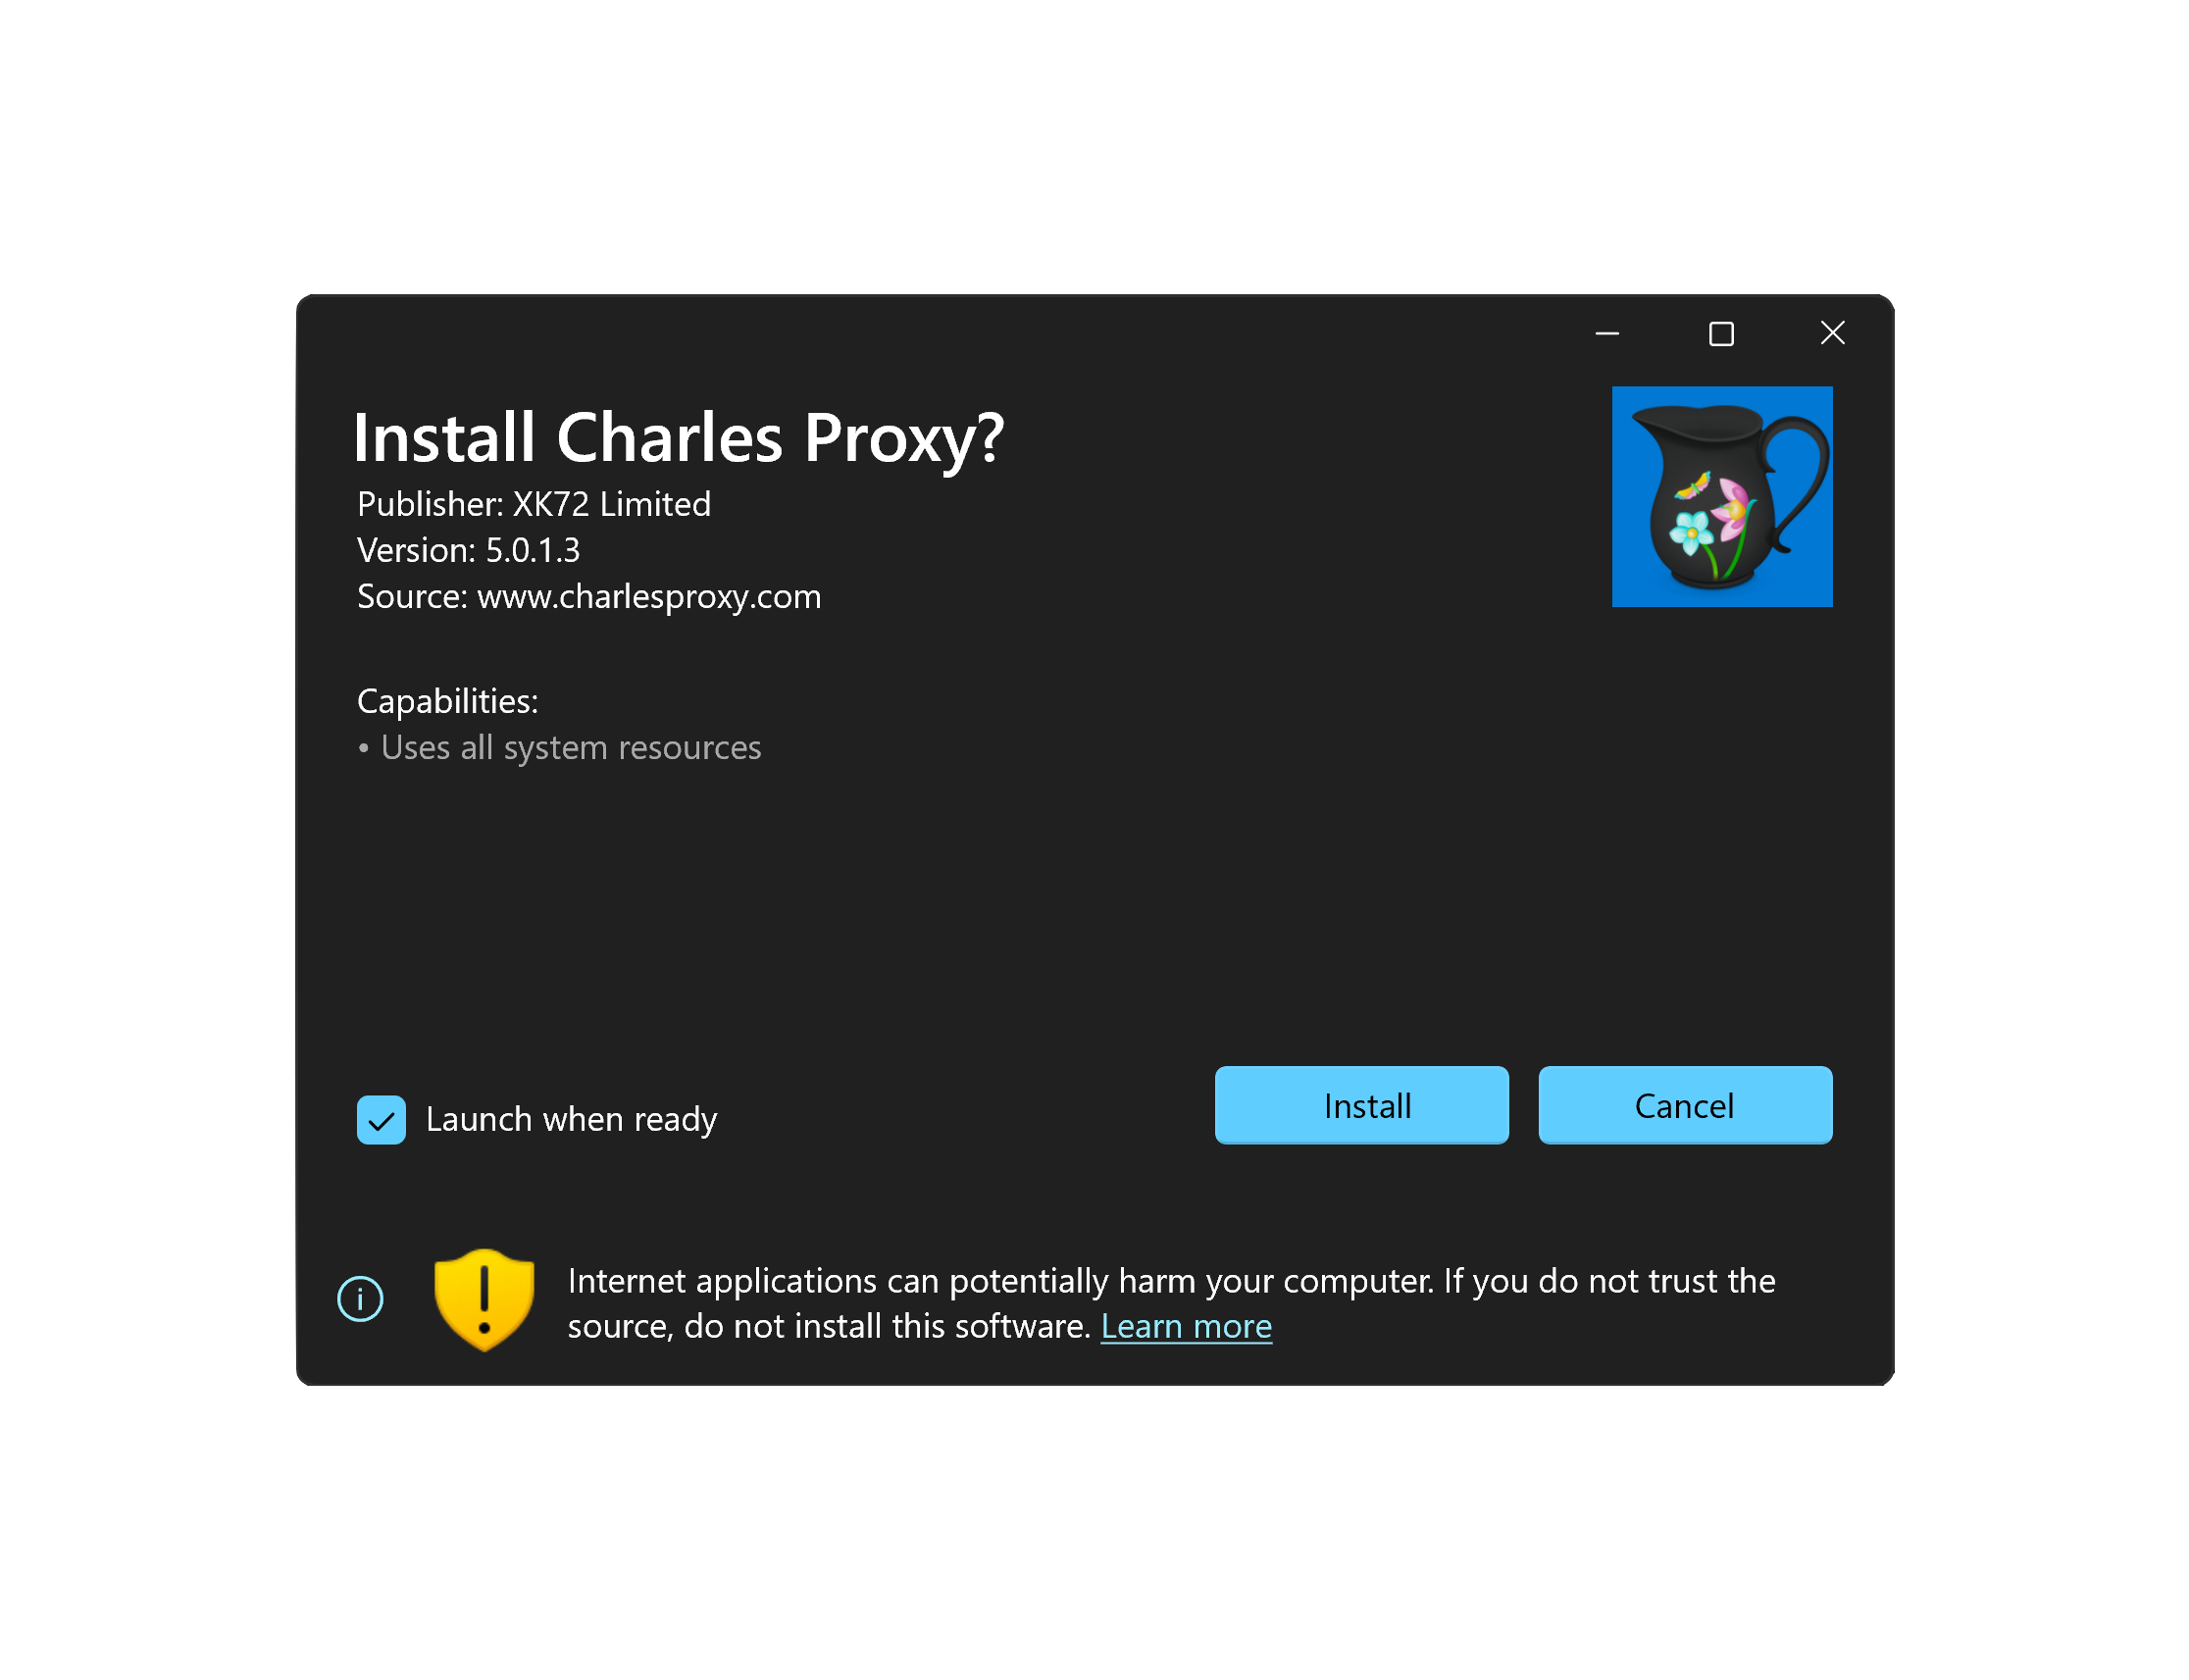 Install Charles Proxy?
Publisher: XK72 Limited
Version: 5.0.1.3
Source: www.charlesproxy.com
Capabilities:
• Uses all system resources
Launch when ready
Install
Cancel
Internet applications can potentially harm your computer. If you do not trust the
source, do not install this software. Learn more